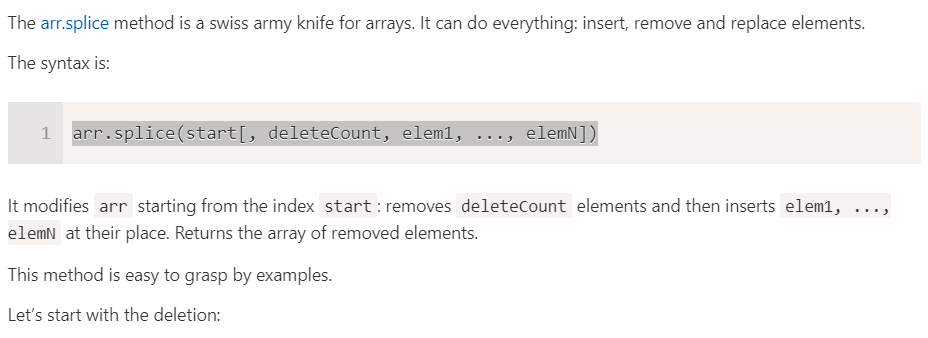 The arr.splice method is a swiss army knife for arrays. It can do everything: insert, remove and replace elements.
The syntax is:
1 arr.splice(start[, deleteCount, elem1, ..., elemN])
It modifies arr starting from the index start: removes deleteCount elements and then inserts elem1, ...,
elemN at their place. Returns the array of removed elements.
This method is easy to grasp by examples.
Let’s start with the deletion: